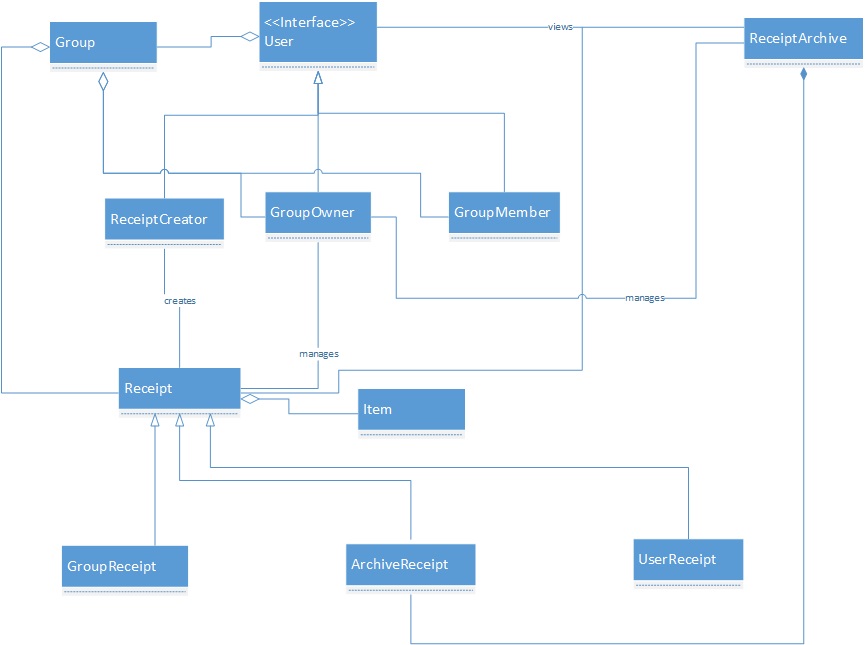 <<Interface>>
User
Group
views
ReceiptArchive
ReceiptCreator
GroupOwner
GroupMember
creates
manages
manages
Receipt
Item
GroupReceipt
ArchiveReceipt
UserReceipt